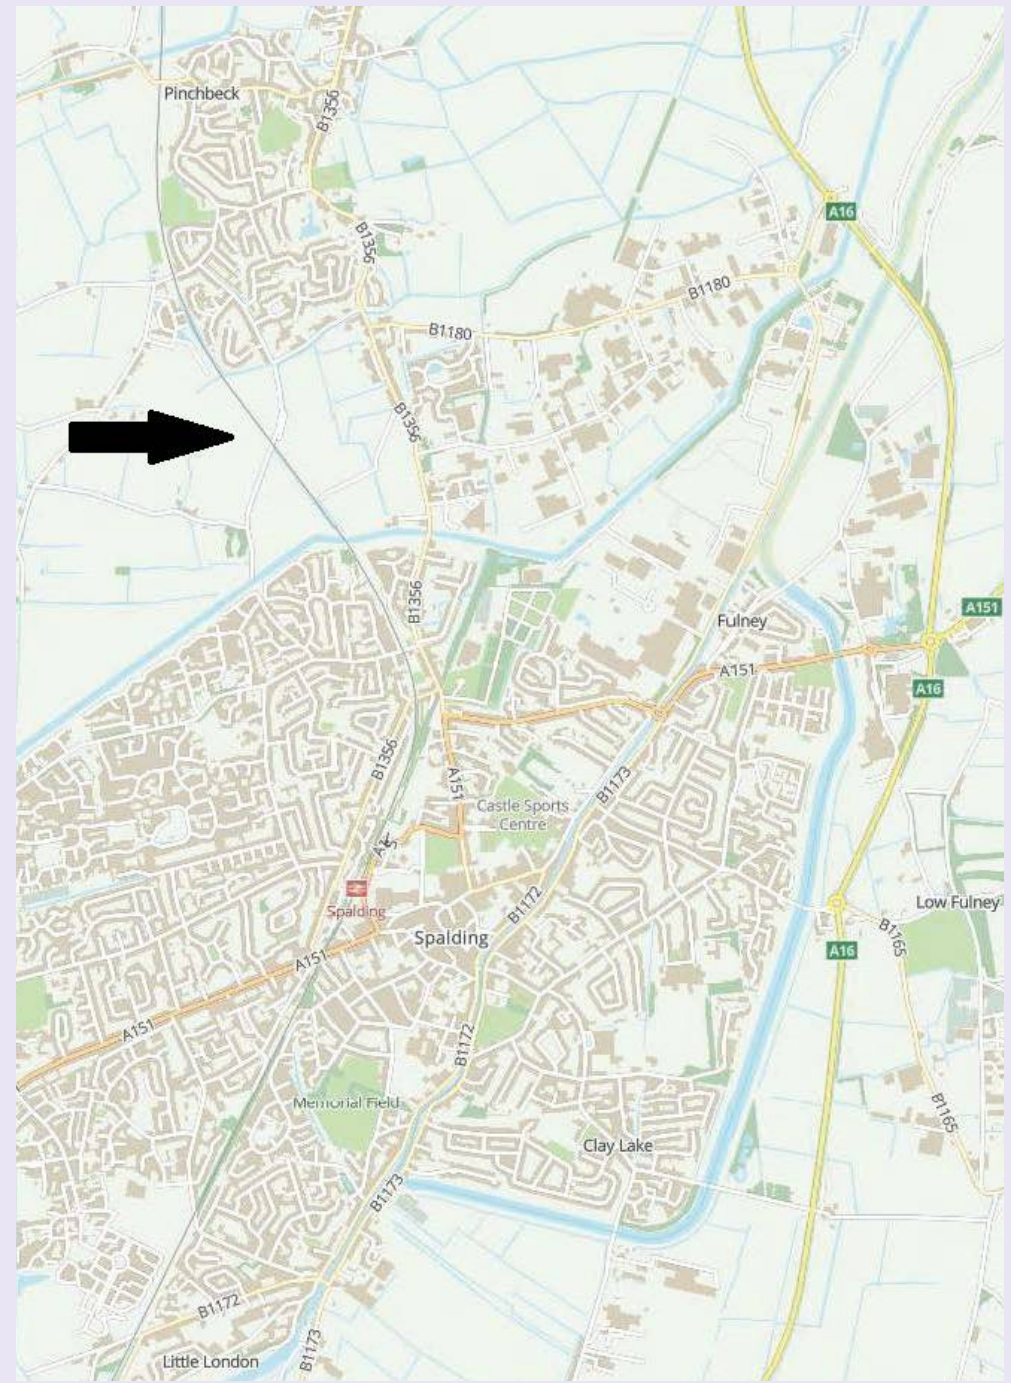 Pinchbeck
B1356
A16
B1356
B1180
B1180
B1356
B1356
Fulney
A151
A151
A16
B1356
A151
B1173
Castle Sports
Centre
B1172
Spalding
Low Fulney
Spalding
B1165
A16
A151
A151
B1172
Memorial Field
B1165
Clay Lake
B1173
B1172
B1173
Little London